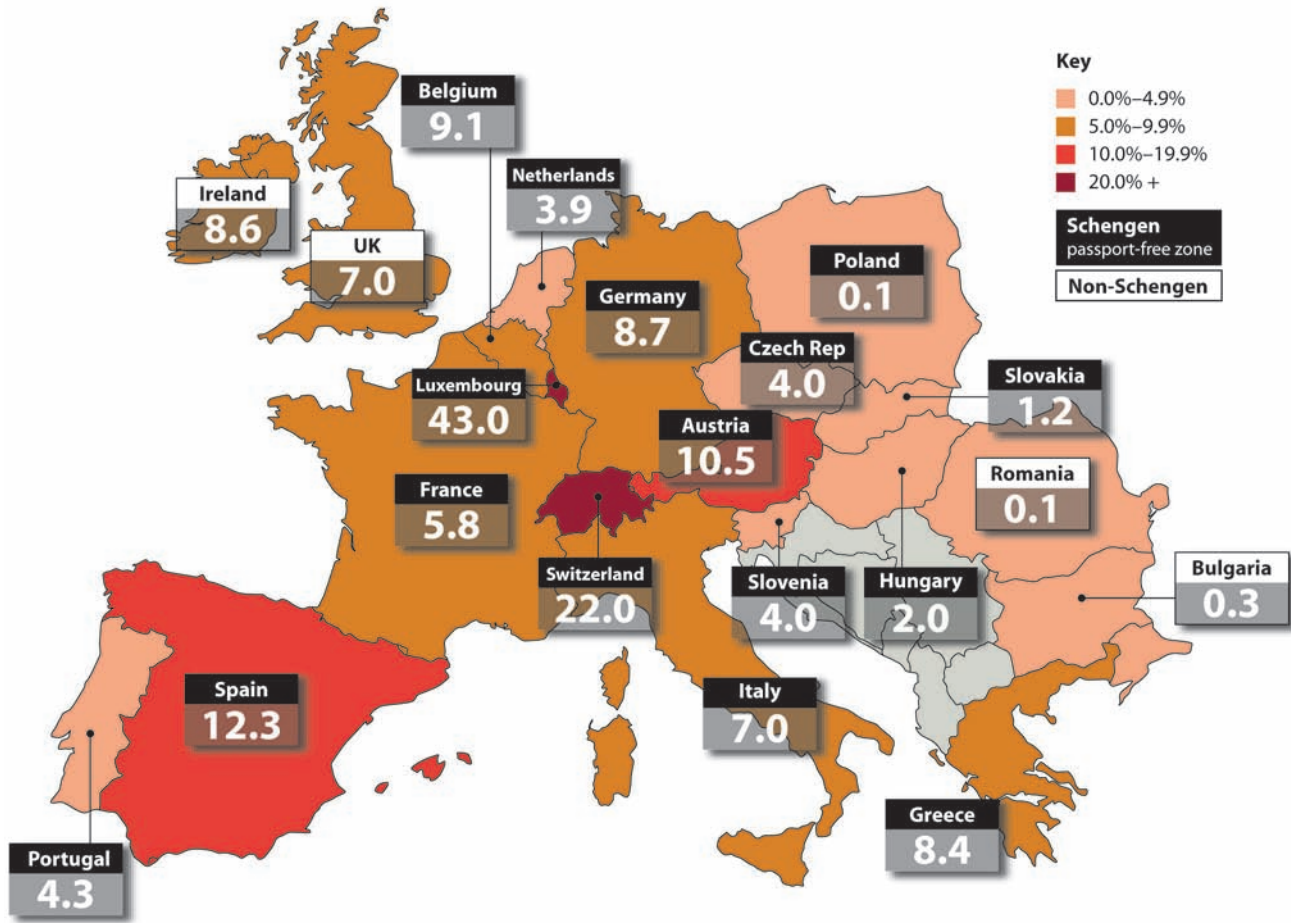 Key
0.0%–4.9%
5.0%–9.9%
10.0%–19.9%
20.0% +
Schengen
passport-free zone
Non-Schengen
Belgium
9.1
Netherlands
3.9
Ireland
8.6
UK
7.0
Germany
8.7
Poland
0.1
Czech Rep
4.0
Slovakia
1.2
Luxembourg
43.0
Austria
10.5
France
5.8
Romania
0.1
Switzerland
22.0
Slovenia
4.0
Hungary
2.0
Bulgaria
0.3
Spain
12.3
Italy
7.0
Greece
8.4
Portugal
4.3